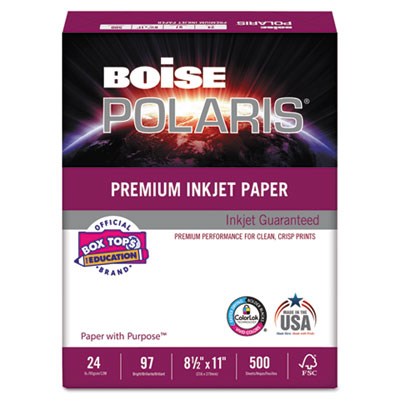 BOISE
POLARIS®
PREMIUM INKJET PAPER
Inkjet Guaranteed
PREMIUM PERFORMANCE FOR CLEAN, CRISP PRINTS
OFFICIAL
BOX TOPS
FOR EDUCATION
BRAND
ColorLok
MADE IN THE
USA
Paper with Purpose™
24 97 8½" x 11" 500
FSC